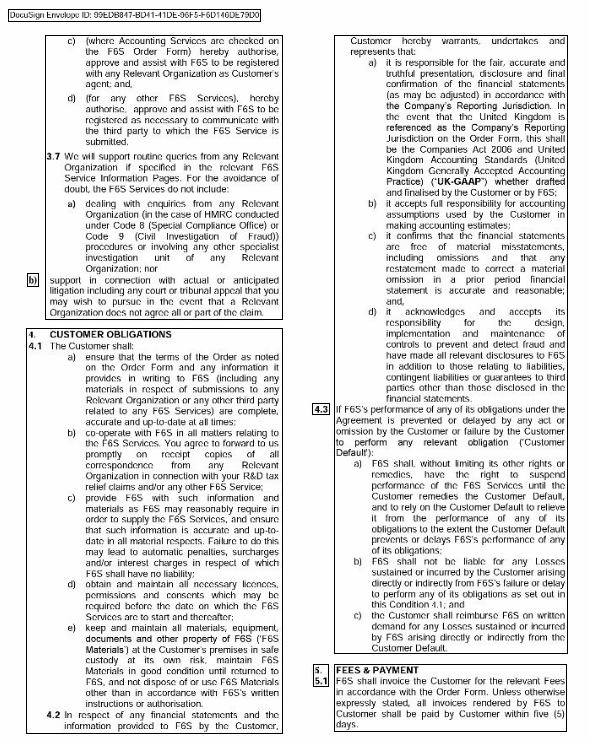 DocuSign Envelope ID: 99EDB847-BD41-41DE-96F5-F6D146DE79D0
c) (where Accounting Services are checked on
the F6S Order Form) hereby authorise,
approve and assist with F6S to be registered
with any Relevant Organization as Customer's
agent; and,
d) (for any other F6S Services), hereby
authorise, approve and assist with F6S to be
registered as necessary to communicate with
the third party to which the F6S Service is
submitted.
3.7 We will support routine queries from any Relevant
Organization if specified in the relevant F6S
Service Information Pages. For the avoidance of
doubt, the F6S Services do not include:
a) dealing with enquiries from any Relevant
Organization (in the case of HMRC conducted
under Code 8 (Special Compliance Office) or
Code 9 (Civil Investigation of Fraud))
procedures or involving any other specialist
investigation unit of any Relevant
Organization; nor
b) support in connection with actual or anticipated
litigation including any court or tribunal appeal that you
may wish to pursue in the event that a Relevant
Organization does not agree all or part of the claim.
4. CUSTOMER OBLIGATIONS
4.1 The Customer shall:
a) ensure that the terms of the Order as noted
on the Order Form and any information it
provides in writing to F6S (including any
materials in respect of submissions to any
Relevant Organization or any other third party
related to any F6S Services) are complete,
accurate and up-to-date at all times;
b) co-operate with F6S in all matters relating to
the F6S Services. You agree to forward to us
promptly on receipt copies of all
correspondence from any Relevant
Organization in connection with your R&D tax
relief claims and/or any other F6S Service;
c) provide F6S with such information and
materials as F6S may reasonably require in
order to supply the F6S Services, and ensure
that such information is accurate and up-to-
date in all material respects. Failure to do this
may lead to automatic penalties, surcharges
and/or interest charges in respect of which
F6S shall have no liability;
d) obtain and maintain all necessary licences,
permissions and consents which may be
required before the date on which the F6S
Services are to start and thereafter;
e) keep and maintain all materials, equipment,
documents and other property of F6S ('F6S
Materials') at the Customer's premises in safe
custody at its own risk, maintain F6S
Materials in good condition until returned to
F6S, and not dispose of or use F6S Materials
other than in accordance with F6S's written
instructions or authorisation.
4.2 In respect of any financial statements and the
information provided to F6S by the Customer,
Customer hereby warrants, undertakes and
represents that:
a) it is responsible for the fair, accurate and
truthful presentation, disclosure and final
confirmation of the financial statements
(as may be adjusted) in accordance with
the Company's Reporting Jurisdiction. In
the event that the United Kingdom is
referenced as the Company's Reporting
Jurisdiction on the Order Form, this shall
be the Companies Act 2006 and United
Kingdom Accounting Standards (United
Kingdom Generally Accepted Accounting
Practice) ("UK-GAAP") whether drafted
and finalised by the Customer or by F6S;
b) it accepts full responsibility for accounting
assumptions used by the Customer in
making accounting estimates;
c) it confirms that the financial statements
are free of material misstatements,
including omissions and that any
restatement made to correct a material
omission in a prior period financial
statement is accurate and reasonable;
and,
d) it acknowledges and accepts its
responsibility for the design,
implementation and maintenance of
controls to prevent and detect fraud and
have made all relevant disclosures to F6S
in addition to those relating to liabilities,
contingent liabilities or guarantees to third
parties other than those disclosed in the
financial statements.
4.3 If F6S's performance of any of its obligations under the
Agreement is prevented or delayed by any act or
omission by the Customer or failure by the Customer
to perform any relevant obligation ('Customer
Default'):
a) F6S shall, without limiting its other rights or
remedies, have the right to suspend
performance of the F6S Services until the
Customer remedies the Customer Default,
and to rely on the Customer Default to relieve
it from the performance of any of its
obligations to the extent the Customer Default
prevents or delays F6S's performance of any
of its obligations;
b) F6S shall not be liable for any Losses
sustained or incurred by the Customer arising
directly or indirectly from F6S's failure or delay
to perform any of its obligations as set out in
this Condition 4.1; and
c) the Customer shall reimburse F6S on written
demand for any Losses sustained or incurred
by F6S arising directly or indirectly from the
Customer Default.
5. FEES & PAYMENT
5.1 F6S shall invoice the Customer for the relevant Fees
in accordance with the Order Form. Unless otherwise
expressly stated, all invoices rendered by F6S to
Customer shall be paid by Customer within five (5)
days.